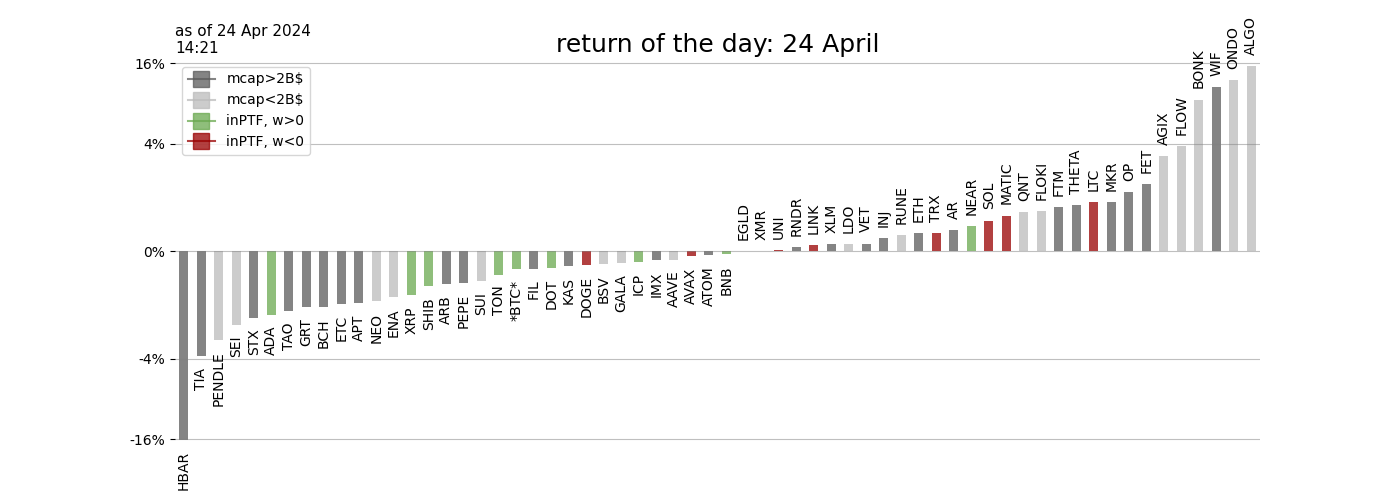 as of 24 Apr 2024
14:21
return of the day: 24 April
mcap>2B$
mcap<2B$
inPTF, w>0
inPTF, w<0
16%
4%
0%
-4%
-16%
HBAR
TIA
PENDLE
SEI
STX
ADA
TAO
GRT
BCH
ETC
APT
NEO
ENA
XRP
SHIB
ARB
PEPE
SUI
TON
*BTC*
FIL
DOT
KAS
DOGE
BSV
GALA
ICP
IMX
AAVE
AVAX
ATOM
BNB
EGLD
XMR
UNI
RNDR
LINK
XLM
LDO
VET
INJ
RUNE
ETH
TRX
AR
NEAR
SOL
MATIC
QNT
FLOKI
FTM
THETA
LTC
MKR
OP
FET
AGIX
FLOW
BONK
WIF
ONDO
ALGO